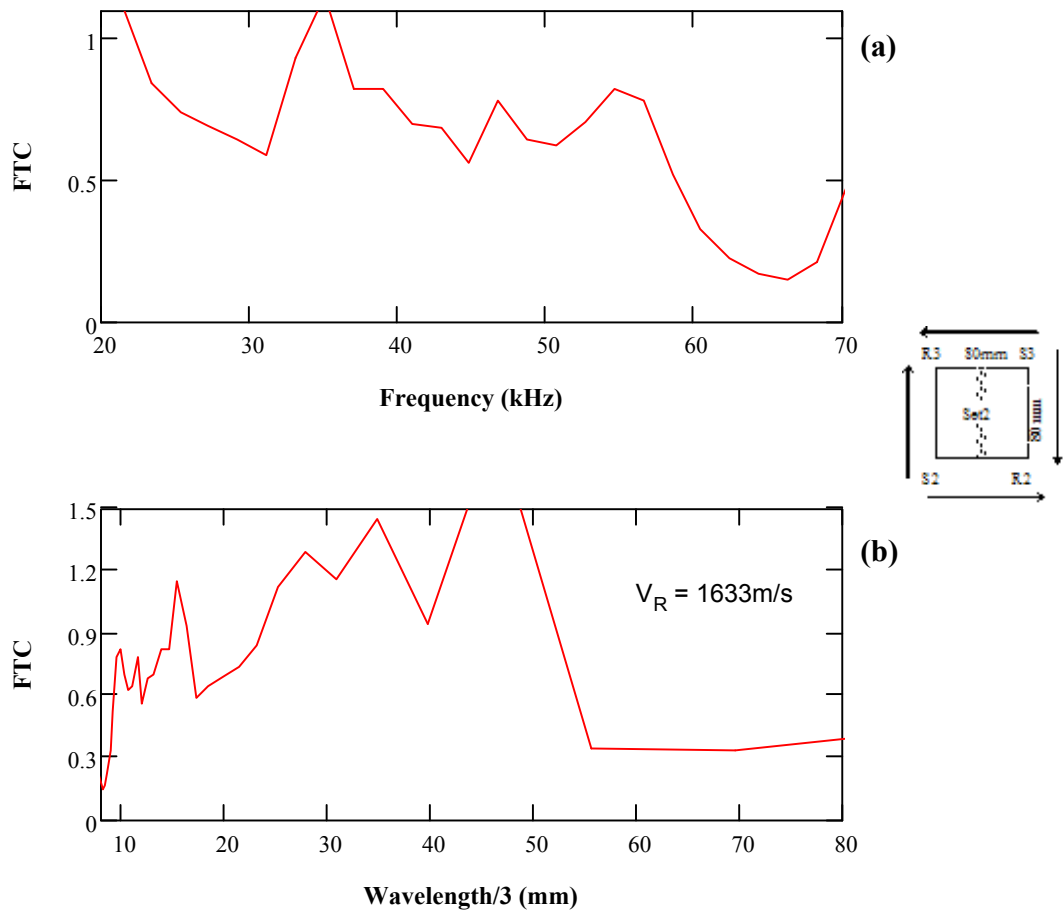 (a)
1
0.5
0
FTC
20 30 40 50 60 70
Frequency (kHz)
R3 80mm S3
Set2
80 mm
S2 R2
(b)
1.5
1.2
0.9
0.6
0.3
0
FTC
V_R = 1633m/s
10 20 30 40 50 60 70 80
Wavelength/3 (mm)